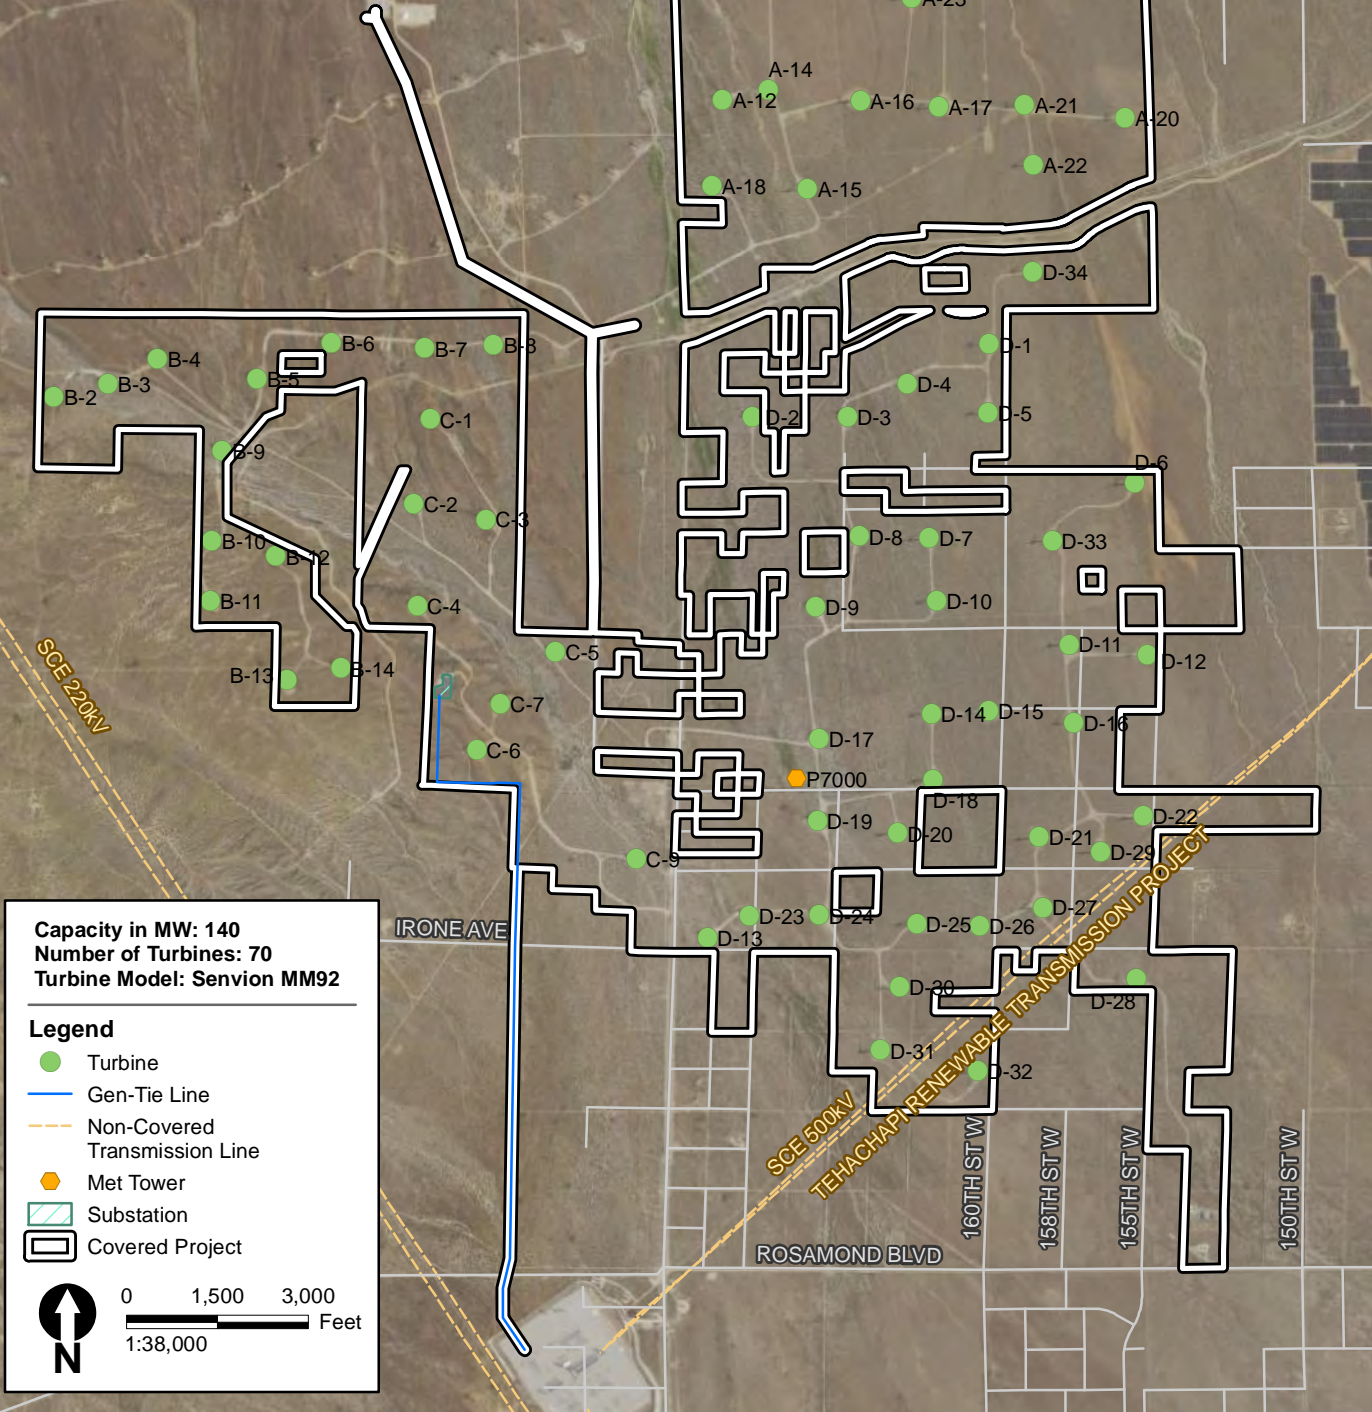 A-23
A-14
A-12
A-16
A-17
A-21
A-20
A-22
A-18
A-15
D-34
B-6
B-7
B-8
D-1
B-4
B-5
B-3
B-2
D-4
C-1
D-2
D-3
D-5
B-9
D-6
C-2
C-3
D-8
D-7
D-33
B-10
B-12
B-11
C-4
D-9
D-10
C-5
D-11
D-12
B-13
B-14
SCE 220kV
C-7
D-14
D-15
D-16
C-6
D-17
P7000
D-18
D-19
D-20
D-22
D-21
D-29
C-9
D-23
D-24
D-25
D-26
D-27
IRONE AVE
D-13
D-30
D-28
D-31
D-32
SCE 500kV
TEHACHAPI RENEWABLE TRANSMISSION PROJECT
160TH ST W
158TH ST W
155TH ST W
150TH ST W
ROSAMOND BLVD
Capacity in MW: 140
Number of Turbines: 70
Turbine Model: Senvion MM92
Legend
Turbine
Gen-Tie Line
Non-Covered
Transmission Line
Met Tower
Substation
Covered Project
0 1,500 3,000
Feet
1:38,000
N